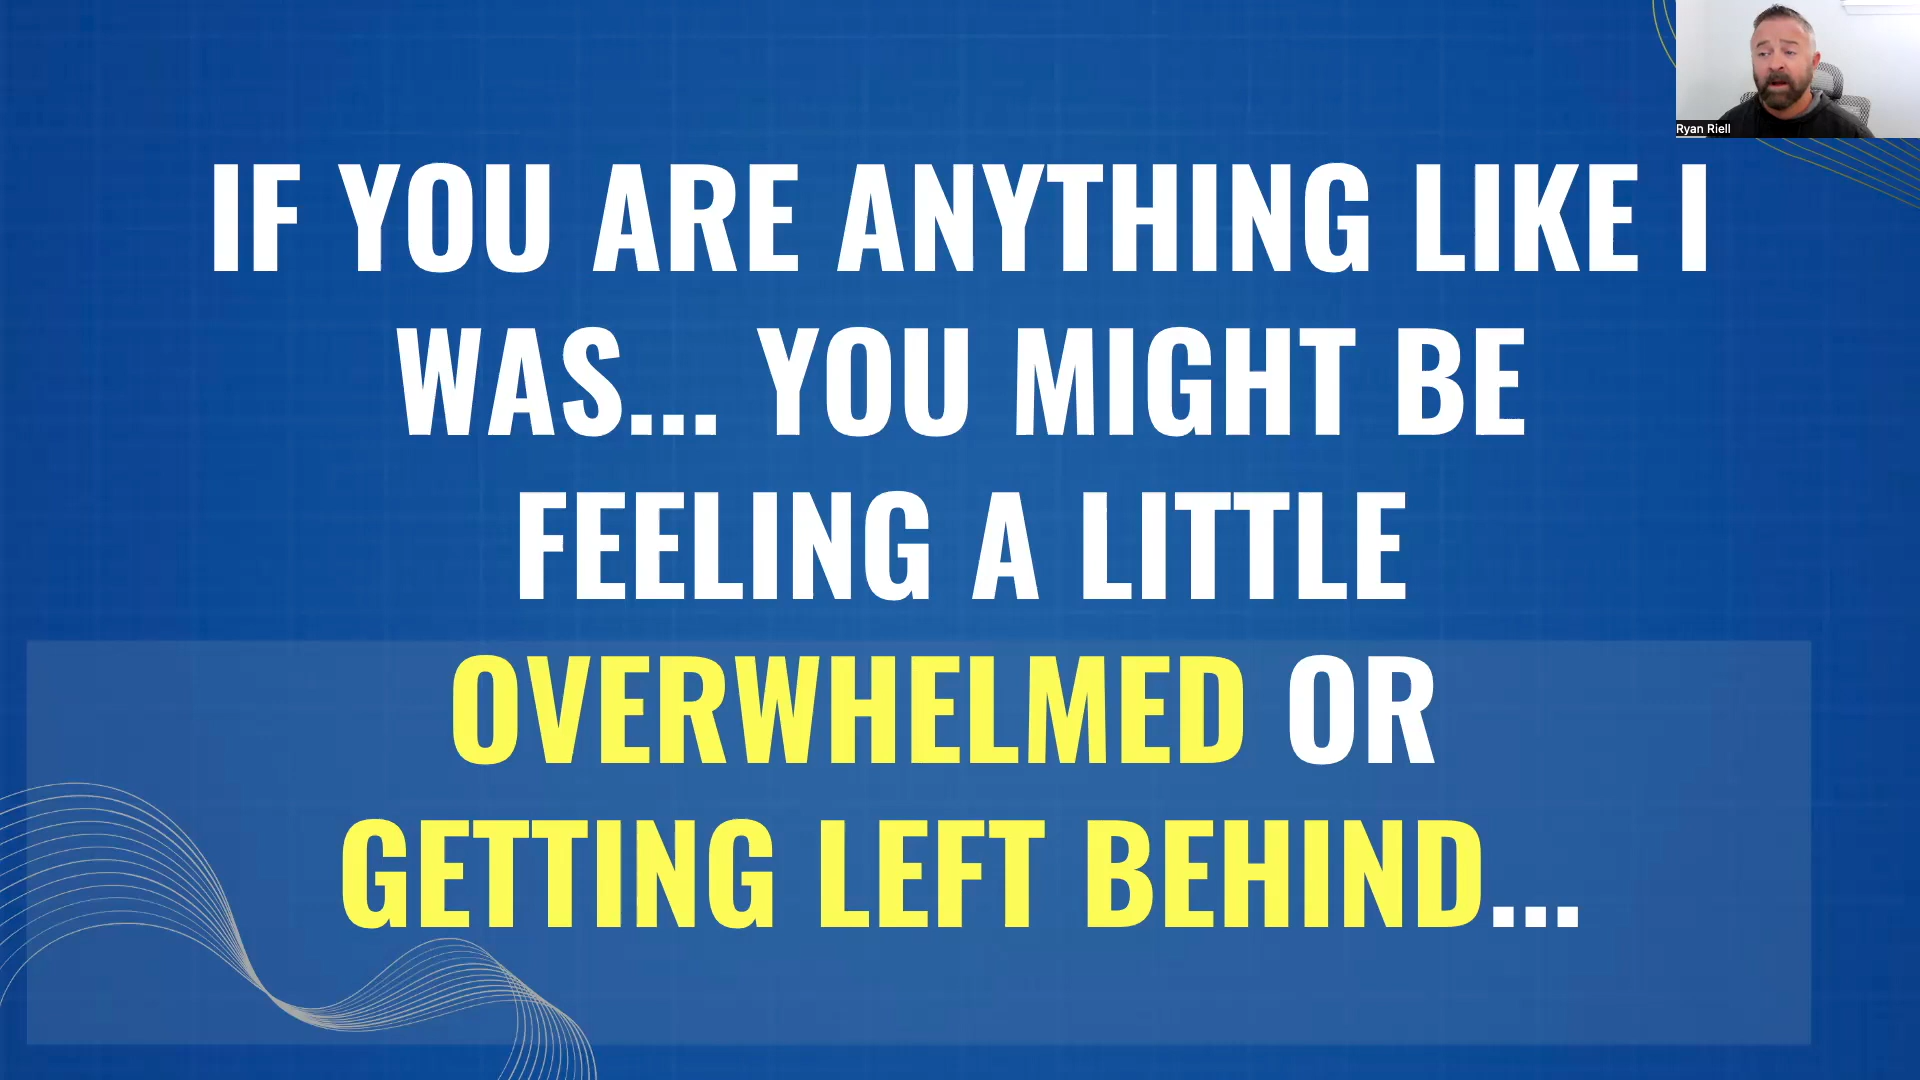 Ryan Riell
IF YOU ARE ANYTHING LIKE I
WAS... YOU MIGHT BE
FEELING A LITTLE
OVERWHELMED OR
GETTING LEFT BEHIND...